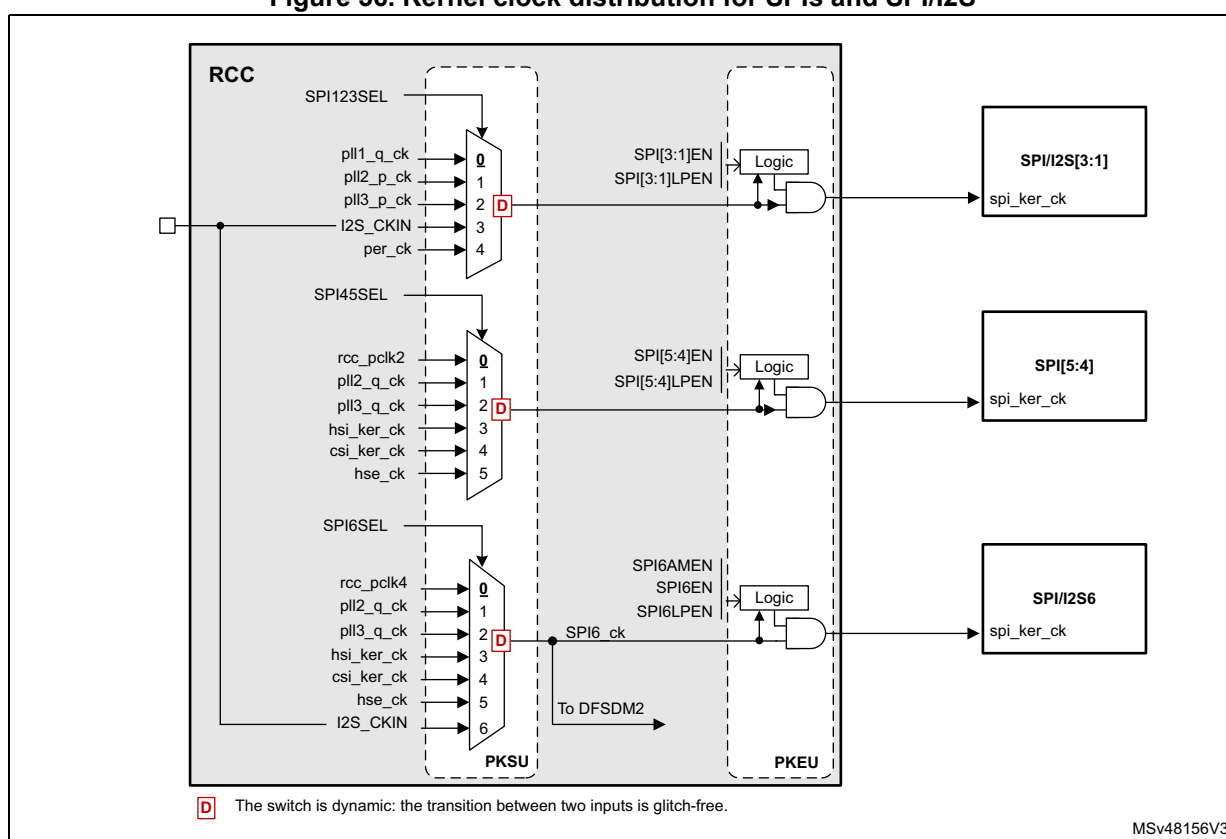 Figure 50. Kernel clock distribution for SPIs and SPI/I2S
RCC
SPI123SEL
pll1_q_ck
pll2_p_ck
pll3_p_ck
I2S_CKIN
per_ck
0
1
2
3
4
D
SPI[3:1]EN
SPI[3:1]LPEN
Logic
SPI/I2S[3:1]
spi_ker_ck
SPI45SEL
rcc_pclk2
pll2_q_ck
pll3_q_ck
hsi_ker_ck
csi_ker_ck
hse_ck
0
1
2
3
4
5
D
SPI[5:4]EN
SPI[5:4]LPEN
Logic
SPI[5:4]
spi_ker_ck
SPI6SEL
rcc_pclk4
pll2_q_ck
pll3_q_ck
hsi_ker_ck
csi_ker_ck
hse_ck
I2S_CKIN
0
1
2
3
4
5
6
D
SPI6_ck
To DFSDM2
SPI6AMEN
SPI6EN
SPI6LPEN
Logic
SPI/I2S6
spi_ker_ck
PKSU
PKEU
D The switch is dynamic: the transition between two inputs is glitch-free.
MSv48156V3